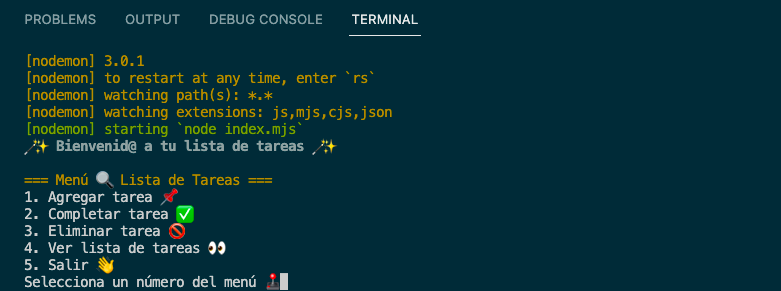 PROBLEMS OUTPUT DEBUG CONSOLE TERMINAL
[nodemon] 3.0.1
[nodemon] to restart at any time, enter `rs`
[nodemon] watching path(s): *.*
[nodemon] watching extensions: js,mjs,cjs,json
[nodemon] starting `node index.mjs`
🪄 Bienvenid@ a tu lista de tareas 🪄
=== Menú 🔍 Lista de Tareas ===
1. Agregar tarea 📌
2. Completar tarea ✅
3. Eliminar tarea 🚫
4. Ver lista de tareas 👀
5. Salir 👋
Selecciona un número del menú 🕹️